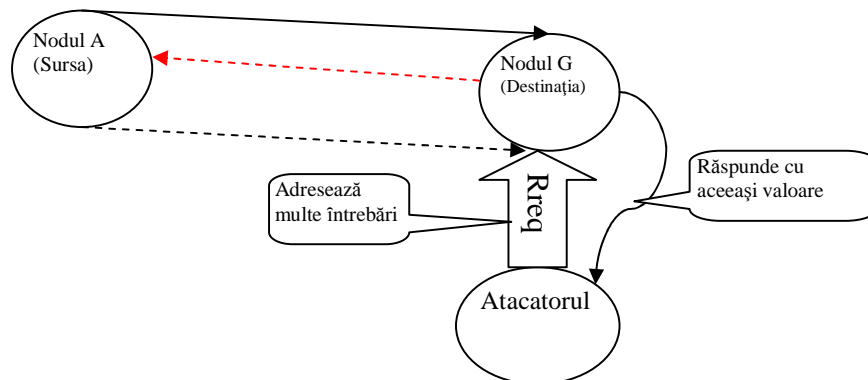 Nodul A
(Sursa)
Nodul G
(Destinaţia)
Răspunde cu
aceeaşi valoare
Adresează
multe întrebări
Rreq
Atacatorul